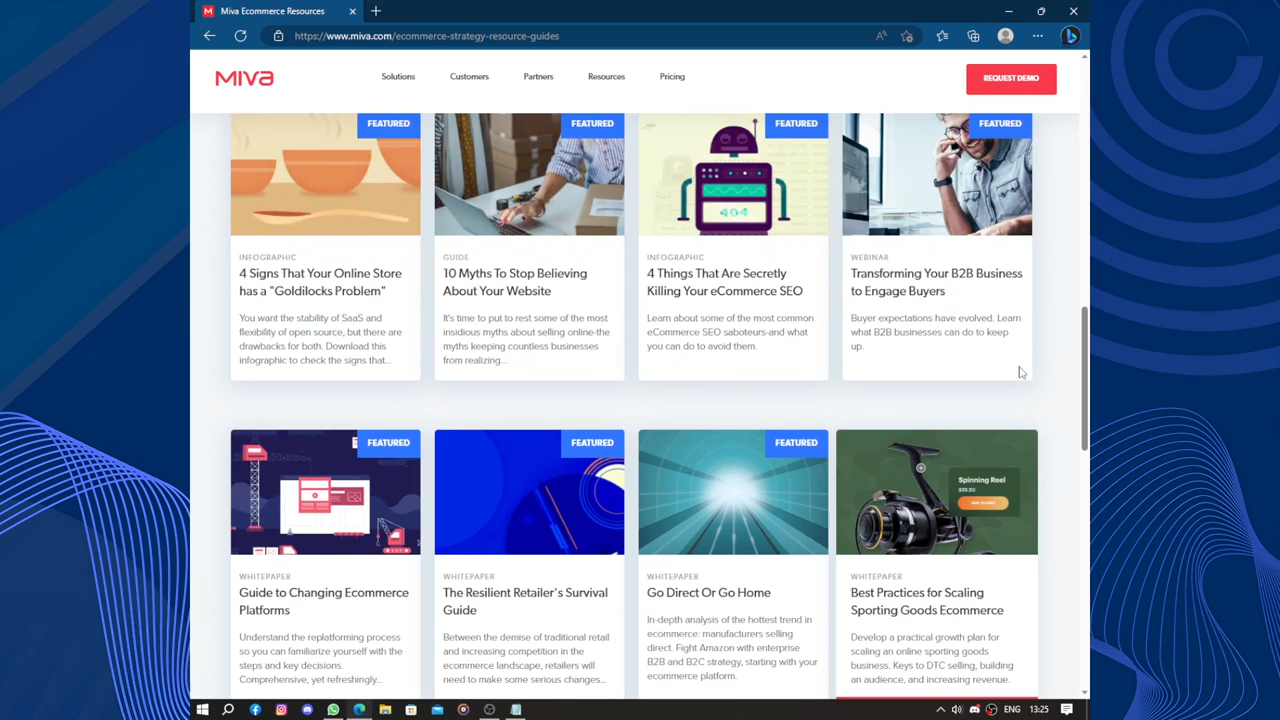 Miva Ecommerce Resources
https://www.miva.com/ecommerce-strategy-resource-guides
MIVA
Solutions
Customers
Partners
Resources
Pricing
REQUEST DEMO
FEATURED
FEATURED
FEATURED
FEATURED
404
INFOGRAPHIC
4 Signs That Your Online Store
has a "Goldilocks Problem"
You want the stability of SaaS and
flexibility of open source, but there are
drawbacks for both. Download this
infographic to check the signs that...
GUIDE
10 Myths To Stop Believing
About Your Website
It's time to put to rest some of the most
insidious myths about selling online-the
myths keeping countless businesses
from realizing...
INFOGRAPHIC
4 Things That Are Secretly
Killing Your eCommerce SEO
Learn about some of the most common
eCommerce SEO saboteurs-and what
you can do to avoid them.
WEBINAR
Transforming Your B2B Business
to Engage Buyers
Buyer expectations have evolved. Learn
what B2B businesses can do to keep
up.
FEATURED
FEATURED
FEATURED
Spinning Reel
$55.50
ADD TO CART
WHITEPAPER
Guide to Changing Ecommerce
Platforms
Understand the replatforming process
so you can familiarize yourself with the
steps and key decisions.
Comprehensive, yet refreshingly...
WHITEPAPER
The Resilient Retailer's Survival
Guide
Between the demise of traditional retail
and increasing competition in the
ecommerce landscape, retailers will
need to make some serious changes...
WHITEPAPER
Go Direct Or Go Home
In-depth analysis of the hottest trend in
ecommerce: manufacturers selling
direct. Fight Amazon with enterprise
B2B and B2C strategy, starting with your
ecommerce platform.
WHITEPAPER
Best Practices for Scaling
Sporting Goods Ecommerce
Develop a practical growth plan for
scaling an online sporting goods
business. Keys to DTC selling, building
an audience, and increasing revenue.
ENG
13:25